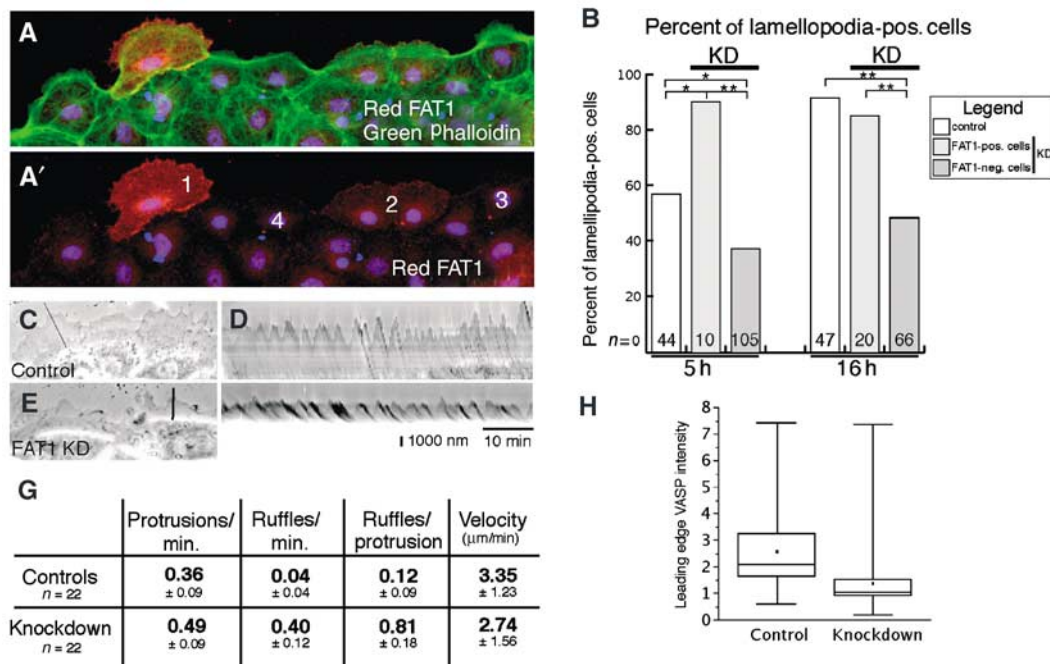 A
Red FAT1
Green Phalloidin
A′
1
2
3
4
Red FAT1
B
Percent of lamellopodia-pos. cells
KD
KD
Percent of lamellipodia-pos. cells
100
80
60
40
20
n=0
* * **
** **
44 10 105 47 20 66
5 h 16 h
Legend
control
FAT1-pos. cells
FAT1-neg. cells
KD
C
Control
D
E
FAT1 KD
1000 nm 10 min
G
Protrusions/ min. Ruffles/ min. Ruffles/ protrusion Velocity (μm/min)
Controls n = 22 0.36 ± 0.09 0.04 ± 0.04 0.12 ± 0.09 3.35 ± 1.23
Knockdown n = 22 0.49 ± 0.09 0.40 ± 0.12 0.81 ± 0.18 2.74 ± 1.56
H
Leading edge VASP intensity
8
7
6
5
4
3
2
1
0
Control Knockdown